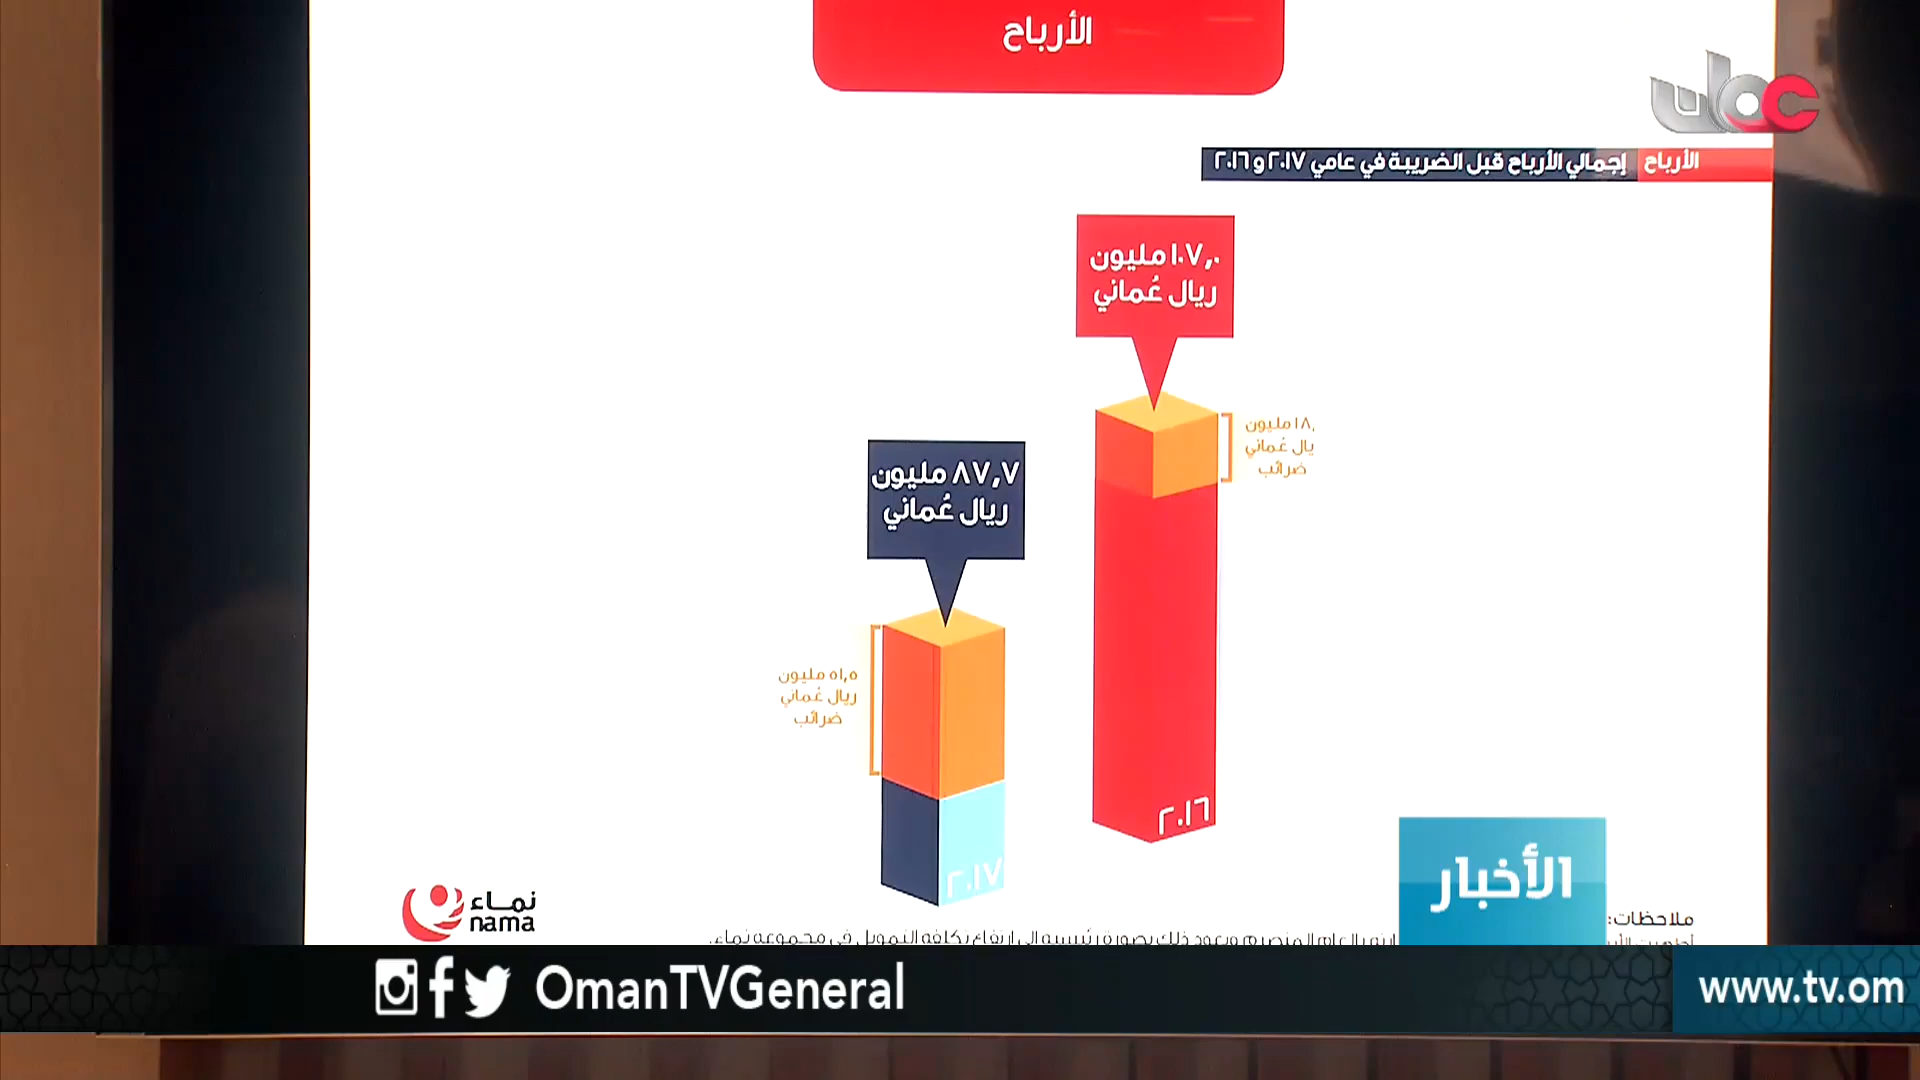 الأرباح
عمان
الأرباح إجمالي الأرباح قبل الضريبة في عامي ٢٠١٧ و ٢٠١٦
١٠٧,٠ مليون
ريال عُماني
١٨, مليون
يال عُماني
ضرائب
٨٧,٧ مليون
ريال عُماني
٥١,٥ مليون
ريال عُماني
ضرائب
٢٠١٦
٢٠١٧
نماء
nama
الأخبار
ملاحظات:
OmanTVGeneral
www.tv.om